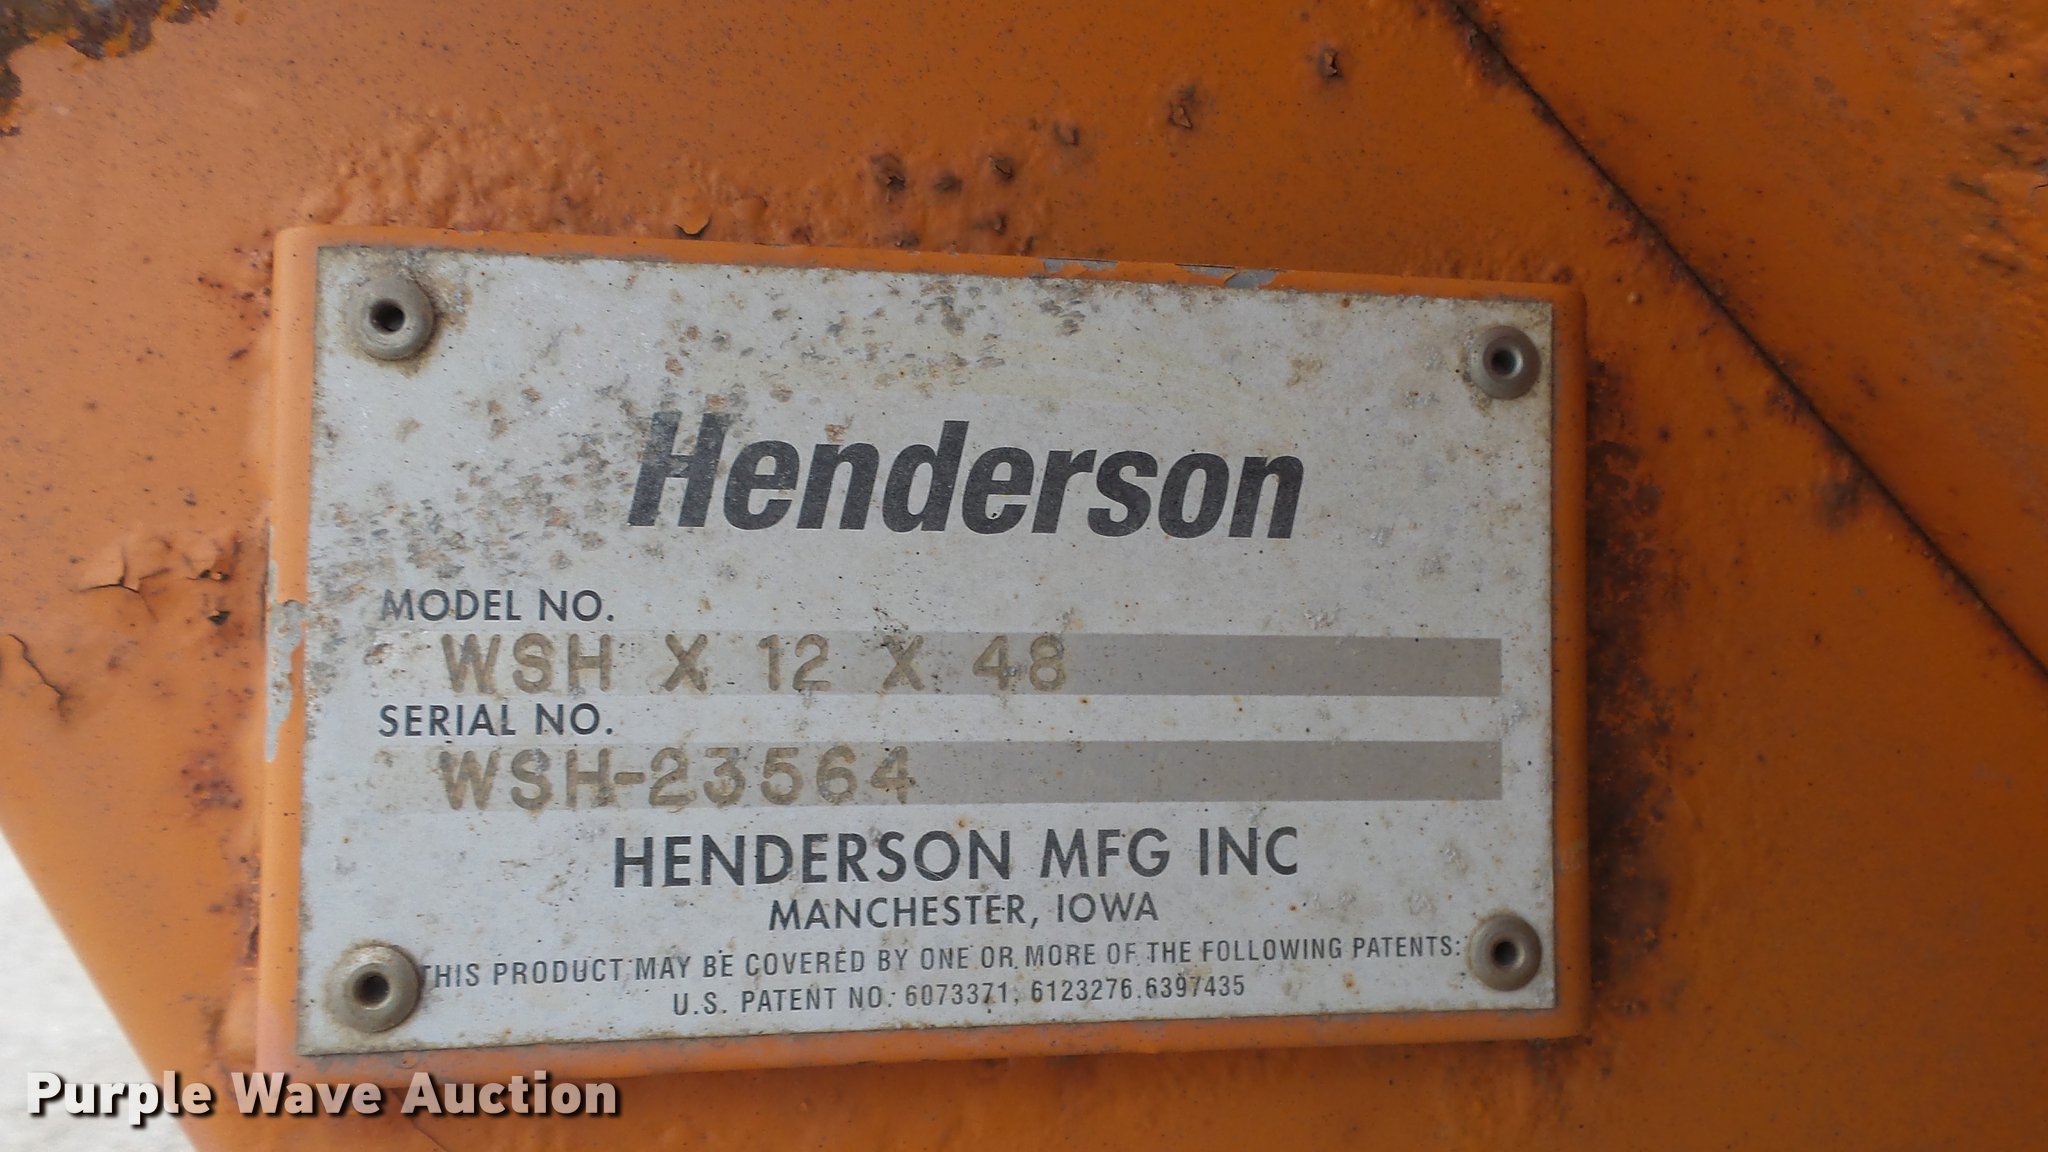 Henderson
MODEL NO.
WSH X 12 X 48
SERIAL NO.
WSH-23564
HENDERSON MFG INC
MANCHESTER, IOWA
THIS PRODUCT MAY BE COVERED BY ONE OR MORE OF THE FOLLOWING PATENTS:
U.S. PATENT NO. 6073371, 6123276.6397435
Purple Wave Auction